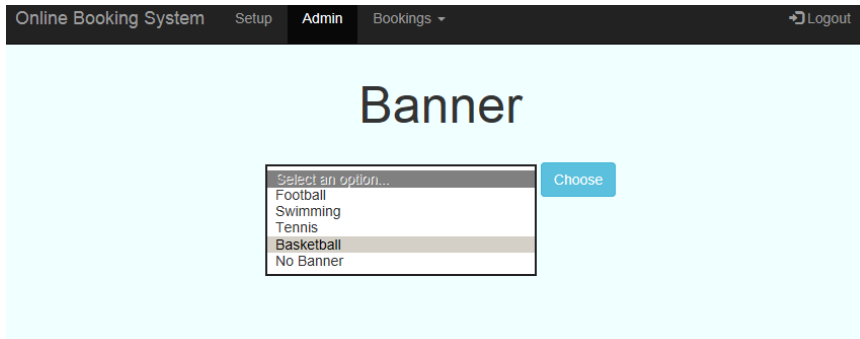 Online Booking System Setup Admin Bookings Logout
Banner
Select an option... Choose
Football
Swimming
Tennis
Basketball
No Banner